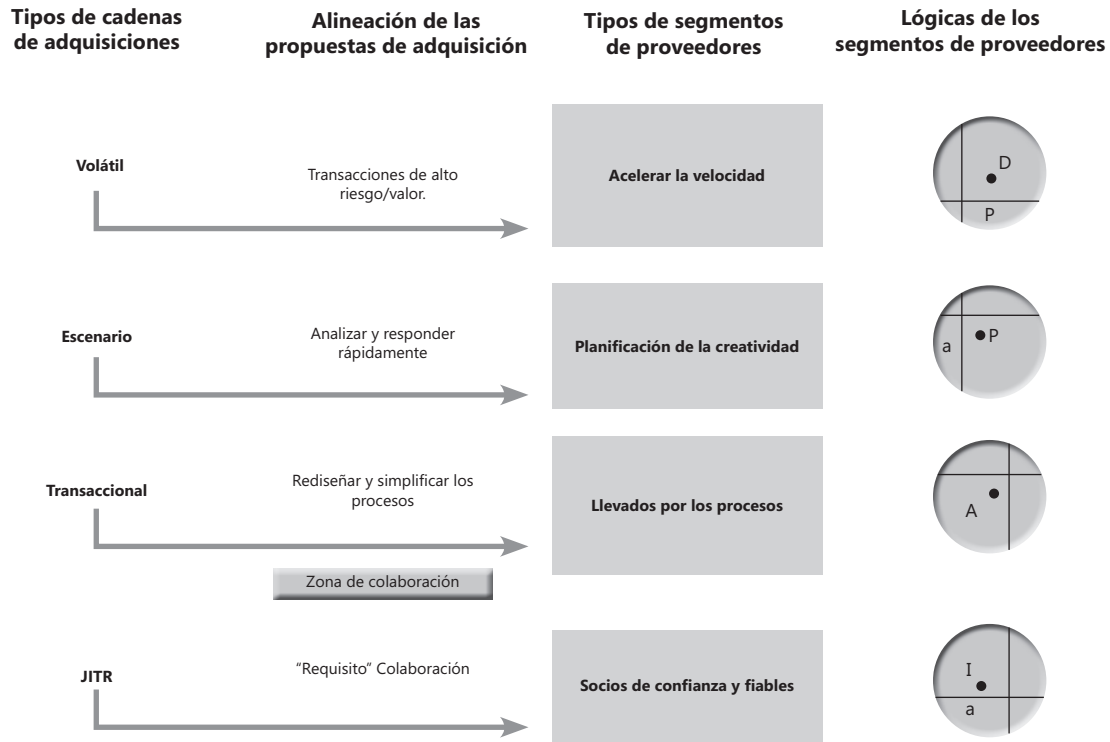 Tipos de cadenas
de adquisiciones
Alineación de las
propuestas de adquisición
Tipos de segmentos
de proveedores
Lógicas de los
segmentos de proveedores
Volátil
Transacciones de alto
riesgo/valor.
Acelerar la velocidad
D
P
Escenario
Analizar y responder
rápidamente
Planificación de la creatividad
a
P
Transaccional
Rediseñar y simplificar los
procesos
Llevados por los procesos
A
Zona de colaboración
JITR
"Requisito" Colaboración
Socios de confianza y fiables
I
a